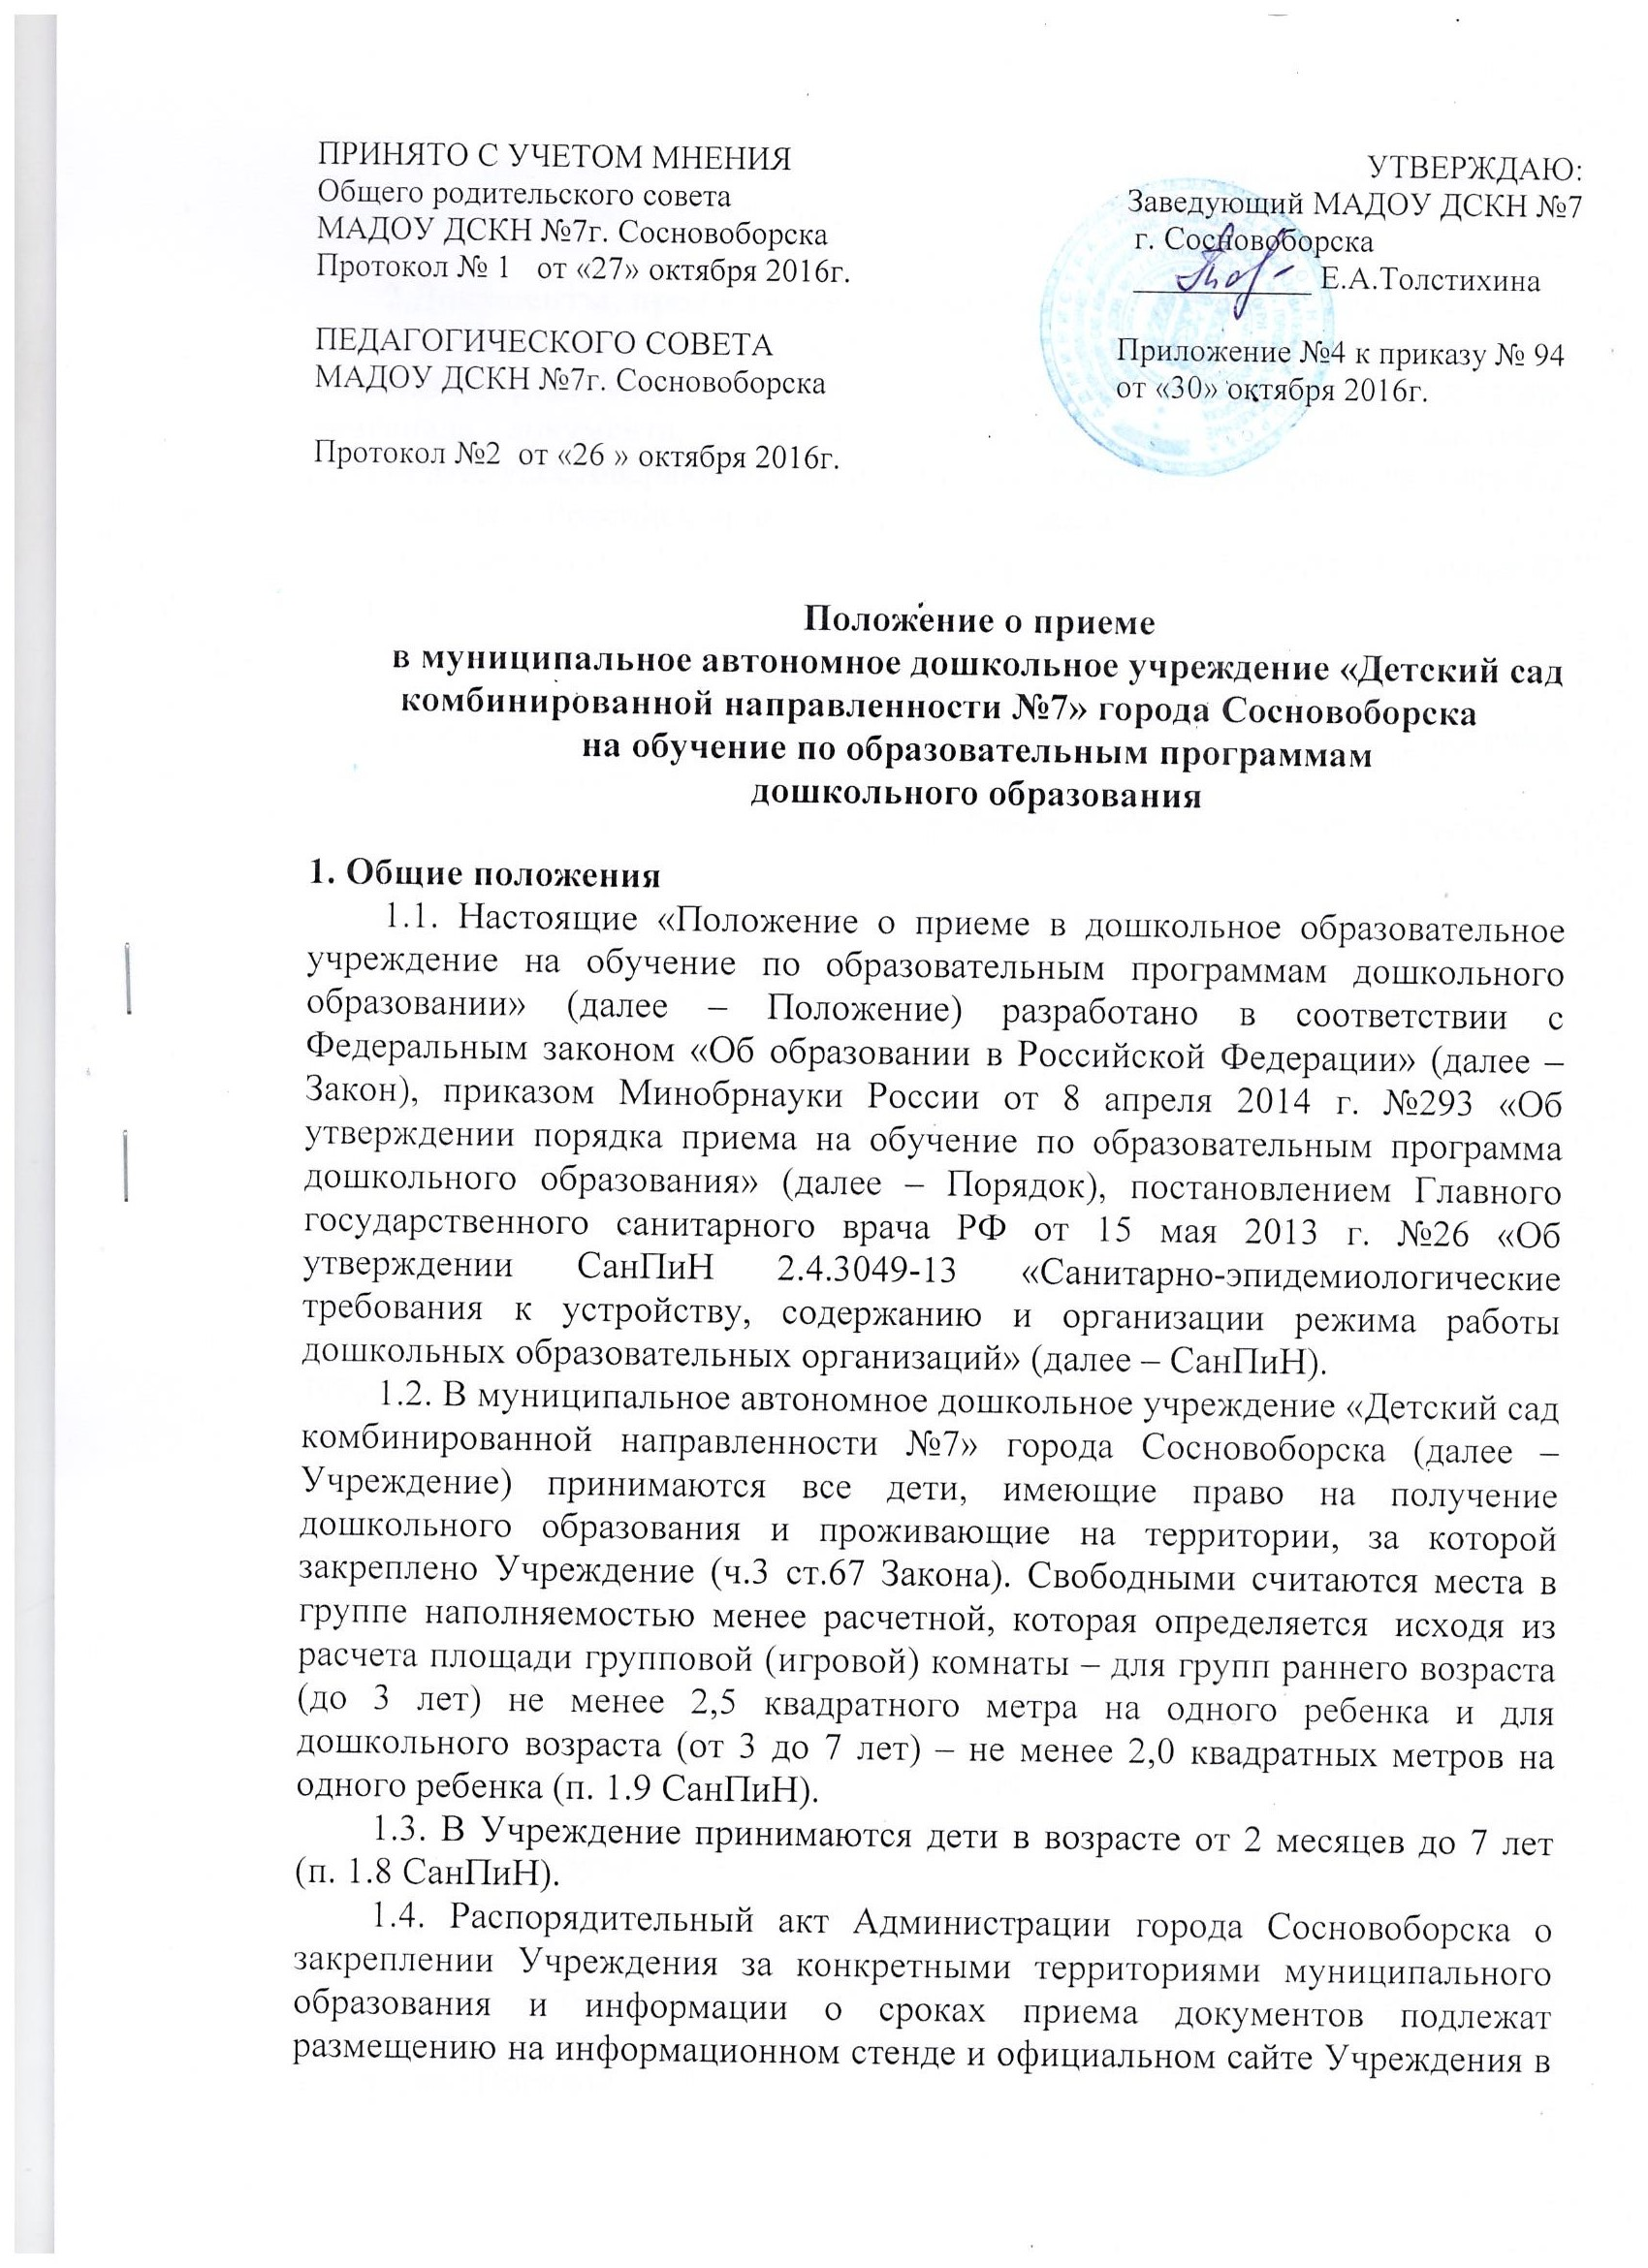 ПРИНЯТО С УЧЕТОМ МНЕНИЯ
Общего родительского совета
МАДОУ ДСКН №7г. Сосновоборска
Протокол № 1 от «27» октября 2016г.
ПЕДАГОГИЧЕСКОГО СОВЕТА
МАДОУ ДСКН №7г. Сосновоборска
Протокол №2 от «26 » октября 2016г.
УТВЕРЖДАЮ:
Заведующий МАДОУ ДСКН №7
г. Сосновоборска
Е.А.Толстихина
Приложение №4 к приказу № 94
от «30» октября 2016г.
Положение о приеме
в муниципальное автономное дошкольное учреждение «Детский сад
комбинированной направленности №7» города Сосновоборска
на обучение по образовательным программам
дошкольного образования
1. Общие положения
1.1. Настоящие «Положение о приеме в дошкольное образовательное
учреждение на обучение по образовательным программам дошкольного
образовании» (далее – Положение) разработано в соответствии с
Федеральным законом «Об образовании в Российской Федерации» (далее –
Закон), приказом Минобрнауки России от 8 апреля 2014 г. №293 «Об
утверждении порядка приема на обучение по образовательным программа
дошкольного образования» (далее – Порядок), постановлением Главного
государственного санитарного врача РФ от 15 мая 2013 г. №26 «Об
утверждении СанПиН 2.4.3049-13 «Санитарно-эпидемиологические
требования к устройству, содержанию и организации режима работы
дошкольных образовательных организаций» (далее – СанПиН).
1.2. В муниципальное автономное дошкольное учреждение «Детский сад
комбинированной направленности №7» города Сосновоборска (далее –
Учреждение) принимаются все дети, имеющие право на получение
дошкольного образования и проживающие на территории, за которой
закреплено Учреждение (ч.3 ст.67 Закона). Свободными считаются места в
группе наполняемостью менее расчетной, которая определяется исходя из
расчета площади групповой (игровой) комнаты – для групп раннего возраста
(до 3 лет) не менее 2,5 квадратного метра на одного ребенка и для
дошкольного возраста (от 3 до 7 лет) – не менее 2,0 квадратных метров на
одного ребенка (п. 1.9 СанПиН).
1.3. В Учреждение принимаются дети в возрасте от 2 месяцев до 7 лет
(п. 1.8 СанПиН).
1.4. Распорядительный акт Администрации города Сосновоборска о
закреплении Учреждения за конкретными территориями муниципального
образования и информации о сроках приема документов подлежат
размещению на информационном стенде и официальном сайте Учреждения в